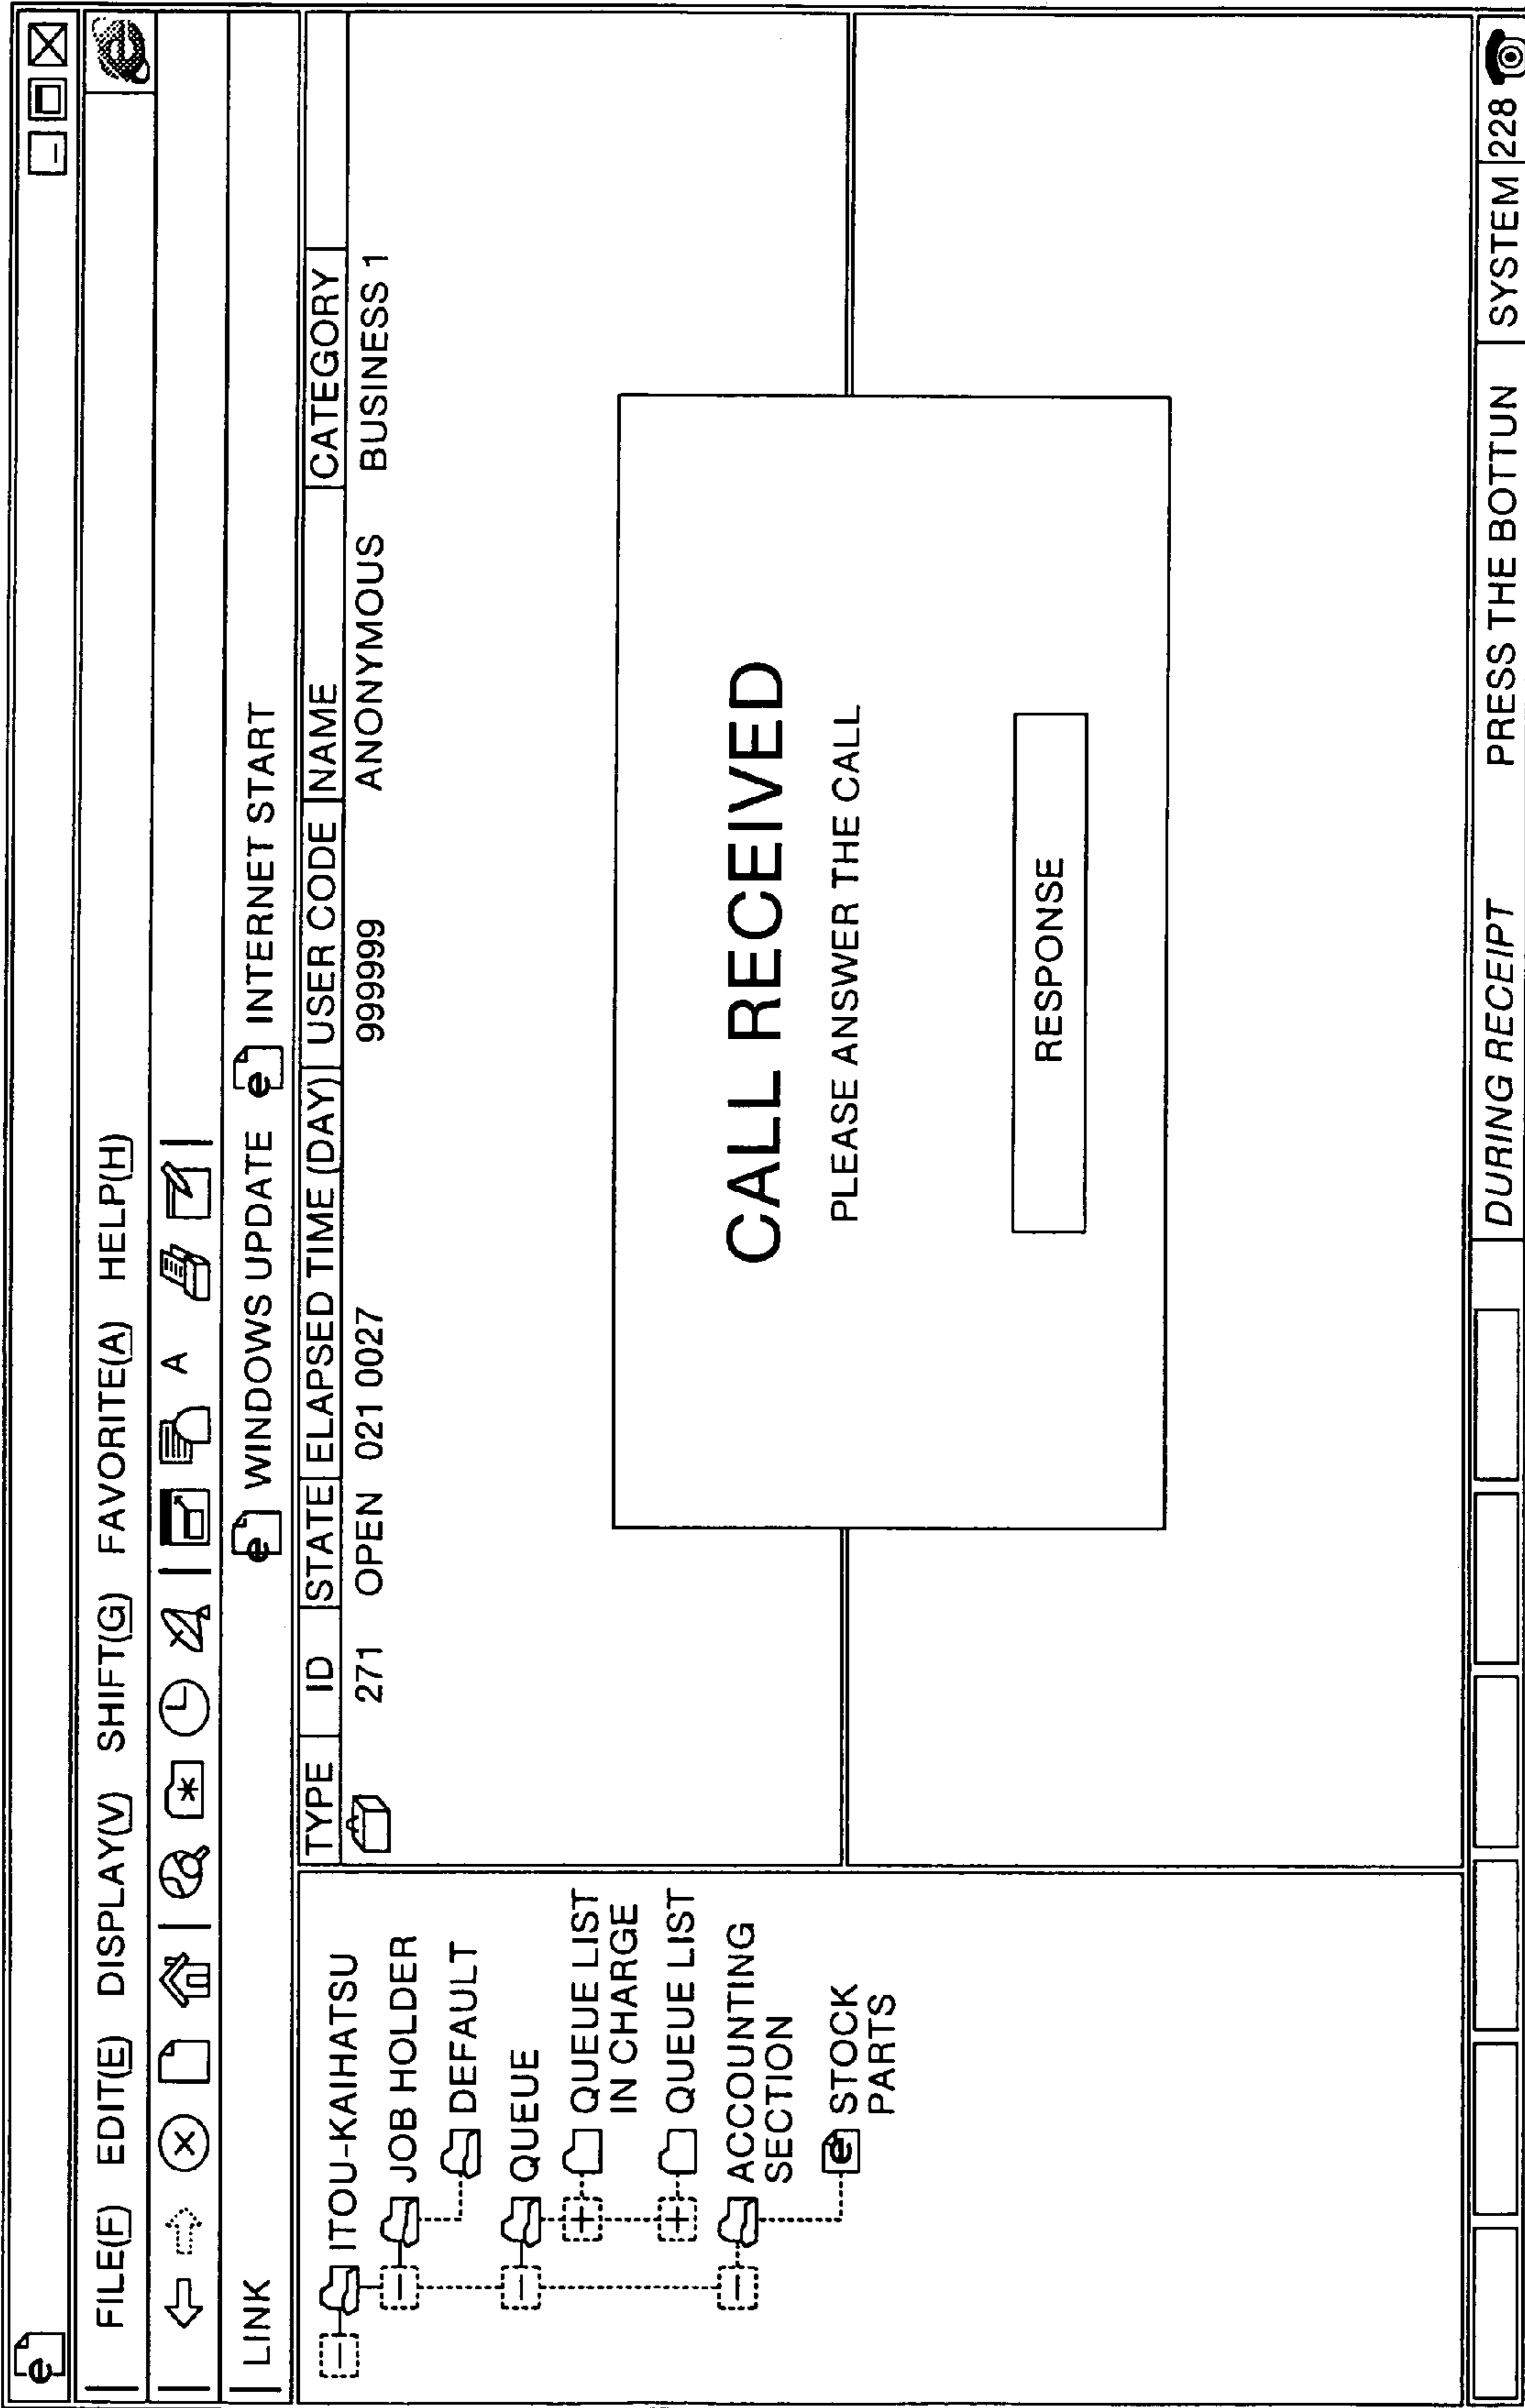 FILE(F) EDIT(E) DISPLAY(V) SHIFT(G) FAVORITE(A) HELP(H)
A
LINK WINDOWS UPDATE INTERNET START
ITOU-KAIHATSU
JOB HOLDER
DEFAULT
QUEUE
QUEUE LIST
IN CHARGE
QUEUE LIST
ACCOUNTING
SECTION
STOCK
PARTS
TYPE ID STATE ELAPSED TIME (DAY) USER CODE NAME CATEGORY
271 OPEN 021 0027 999999 ANONYMOUS BUSINESS 1
CALL RECEIVED
PLEASE ANSWER THE CALL
RESPONSE
DURING RECEIPT PRESS THE BOTTUN SYSTEM 228